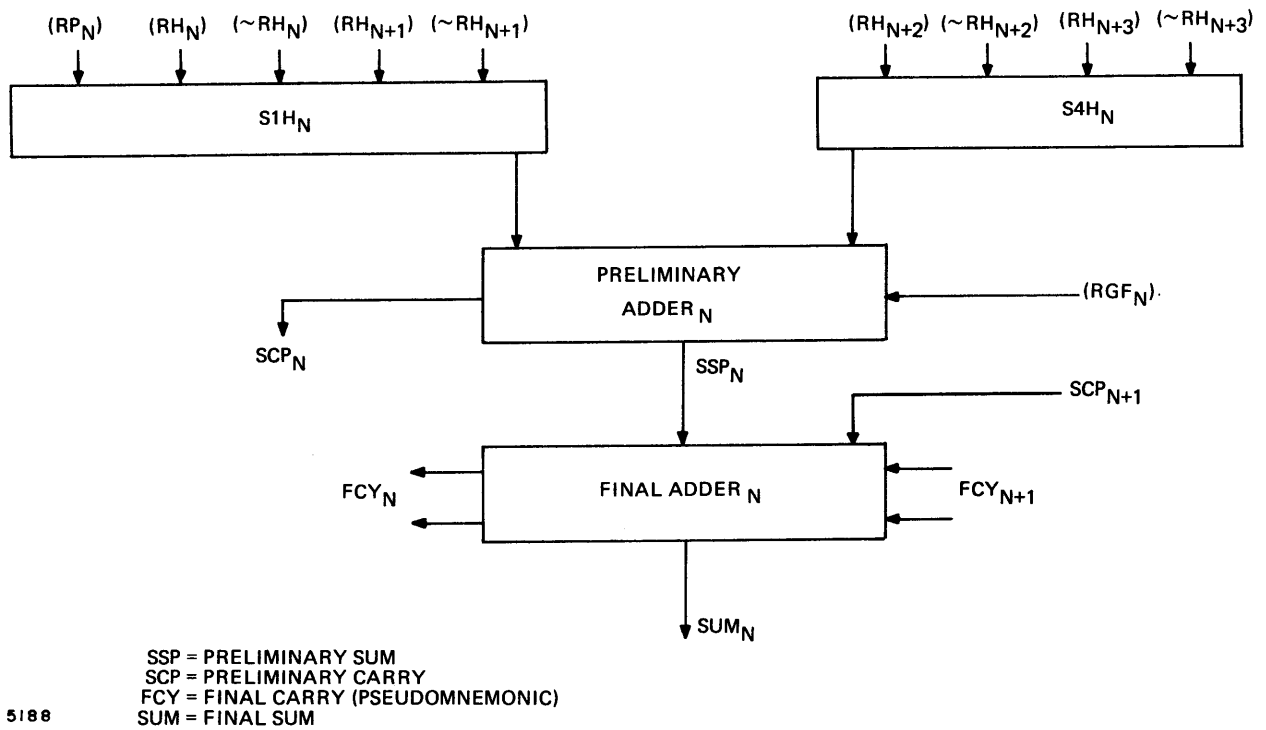 (RP_N) (RH_N) (~RH_N) (RH_N+1) (~RH_N+1) (RH_N+2) (~RH_N+2) (RH_N+3) (~RH_N+3)
S1H_N S4H_N
PRELIMINARY
ADDER_N
(RGF_N).
SCP_N
SSP_N
SCP_N+1
FCY_N FINAL ADDER_N FCY_N+1
SUM_N
SSP = PRELIMINARY SUM
SCP = PRELIMINARY CARRY
FCY = FINAL CARRY (PSEUDOMNEMONIC)
SUM = FINAL SUM
5188